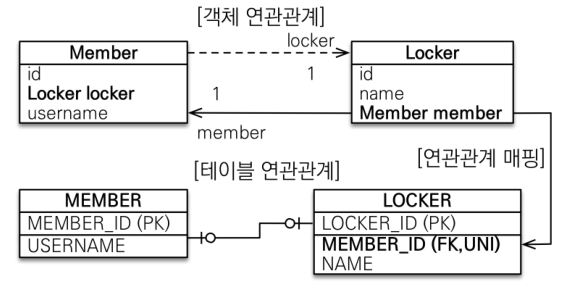 [객체 연관관계]
Member
locker
Locker
id
Locker locker
username
1
1
id
name
Member member
member
[연관관계 매핑]
[테이블 연관관계]
MEMBER
MEMBER_ID (PK)
USERNAME
LOCKER
LOCKER_ID (PK)
MEMBER_ID (FK,UNI)
NAME